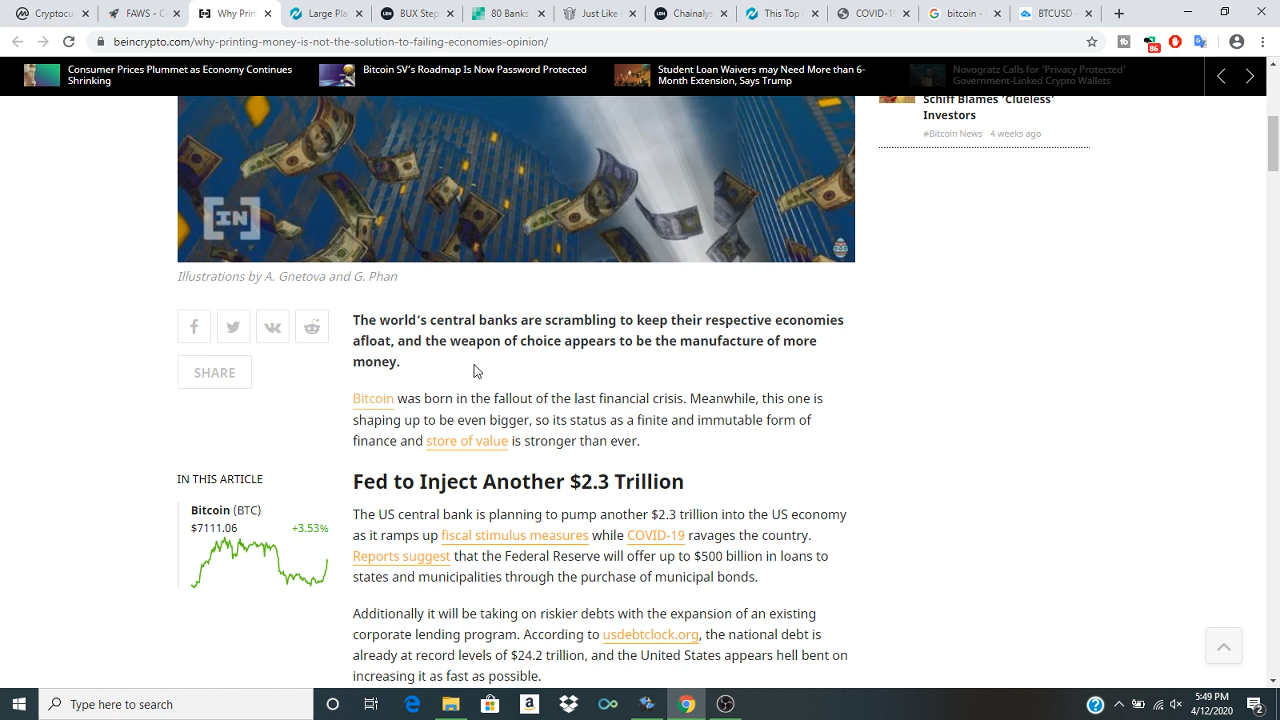 Cryptocu
FAWS - C
Why Prin
Large Pla
BUX Step
80 Banks
Just Like
Chainalys
This Top
COVID-1
bitcoin -
BTCUSD
beincrypto.com/why-printing-money-is-not-the-solution-to-failing-economies-opinion/
86
Consumer Prices Plummet as Economy Continues
Shrinking
Bitcoin SV's Roadmap Is Now Password Protected
Student Loan Waivers may Need More than 6-
Month Extension, Says Trump
Novogratz Calls for 'Privacy Protected'
Government-Linked Crypto Wallets
Schiff Blames 'Clueless'
Investors
#Bitcoin News 4 weeks ago
[IN]
Illustrations by A. Gnetova and G. Phan
SHARE
The world's central banks are scrambling to keep their respective economies
afloat, and the weapon of choice appears to be the manufacture of more
money.
Bitcoin was born in the fallout of the last financial crisis. Meanwhile, this one is
shaping up to be even bigger, so its status as a finite and immutable form of
finance and store of value is stronger than ever.
IN THIS ARTICLE
Bitcoin (BTC)
$7111.06 +3.53%
Fed to Inject Another $2.3 Trillion
The US central bank is planning to pump another $2.3 trillion into the US economy
as it ramps up fiscal stimulus measures while COVID-19 ravages the country.
Reports suggest that the Federal Reserve will offer up to $500 billion in loans to
states and municipalities through the purchase of municipal bonds.
Additionally it will be taking on riskier debts with the expansion of an existing
corporate lending program. According to usdebtclock.org, the national debt is
already at record levels of $24.2 trillion, and the United States appears hell bent on
increasing it as fast as possible.
Type here to search
5:49 PM
4/12/2020
2